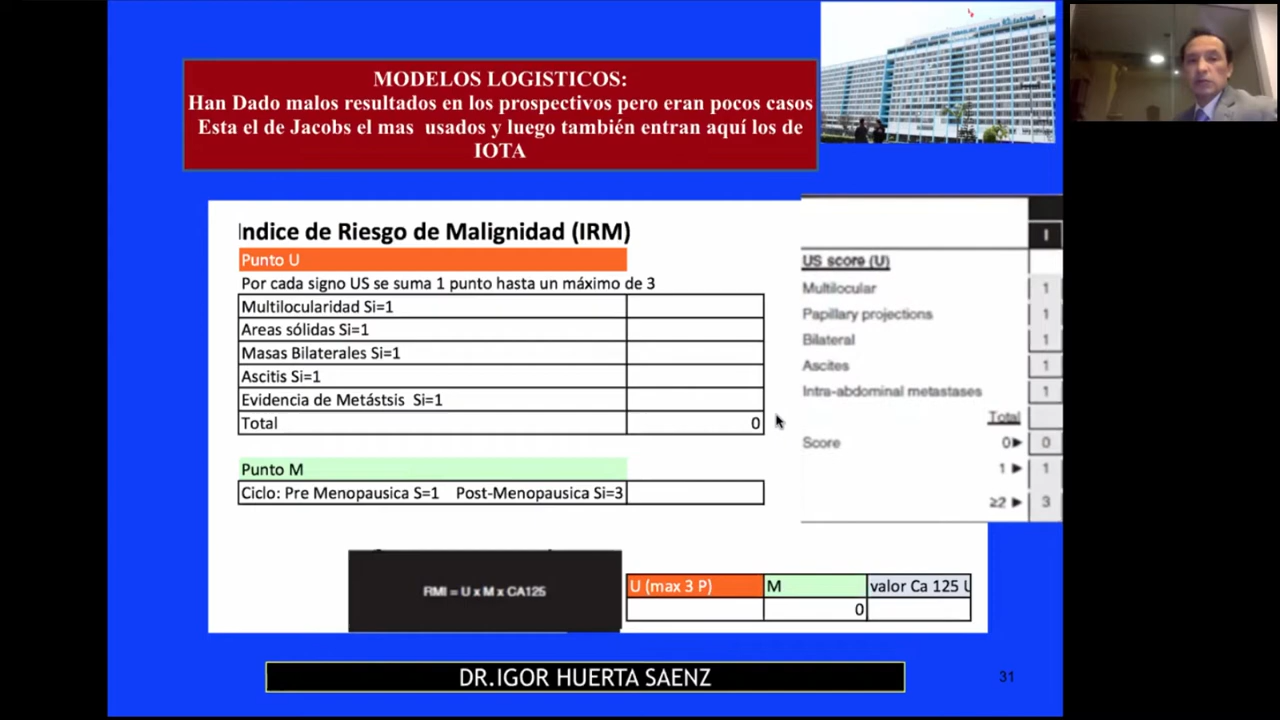 MODELOS LOGISTICOS:
Han Dado malos resultados en los prospectivos pero eran pocos casos
Esta el de Jacobs el mas usados y luego también entran aquí los de
IOTA
Indice de Riesgo de Malignidad (IRM)
Punto U
Por cada signo US se suma 1 punto hasta un máximo de 3
Multilocularidad Si=1
Areas sólidas Si=1
Masas Bilaterales Si=1
Ascitis Si=1
Evidencia de Metástsis Si=1
Total 0
Punto M
Ciclo: Pre Menopausica S=1 Post-Menopausica Si=3
I
US score (U)
Multilocular 1
Papillary projections 1
Bilateral 1
Ascites 1
Intra-abdominal metastases 1
Total
Score 0▶ 0
1▶ 1
≥2▶ 3
RMI = U x M x CA125
U (max 3 P) M valor Ca 125 U
0
DR.IGOR HUERTA SAENZ
31